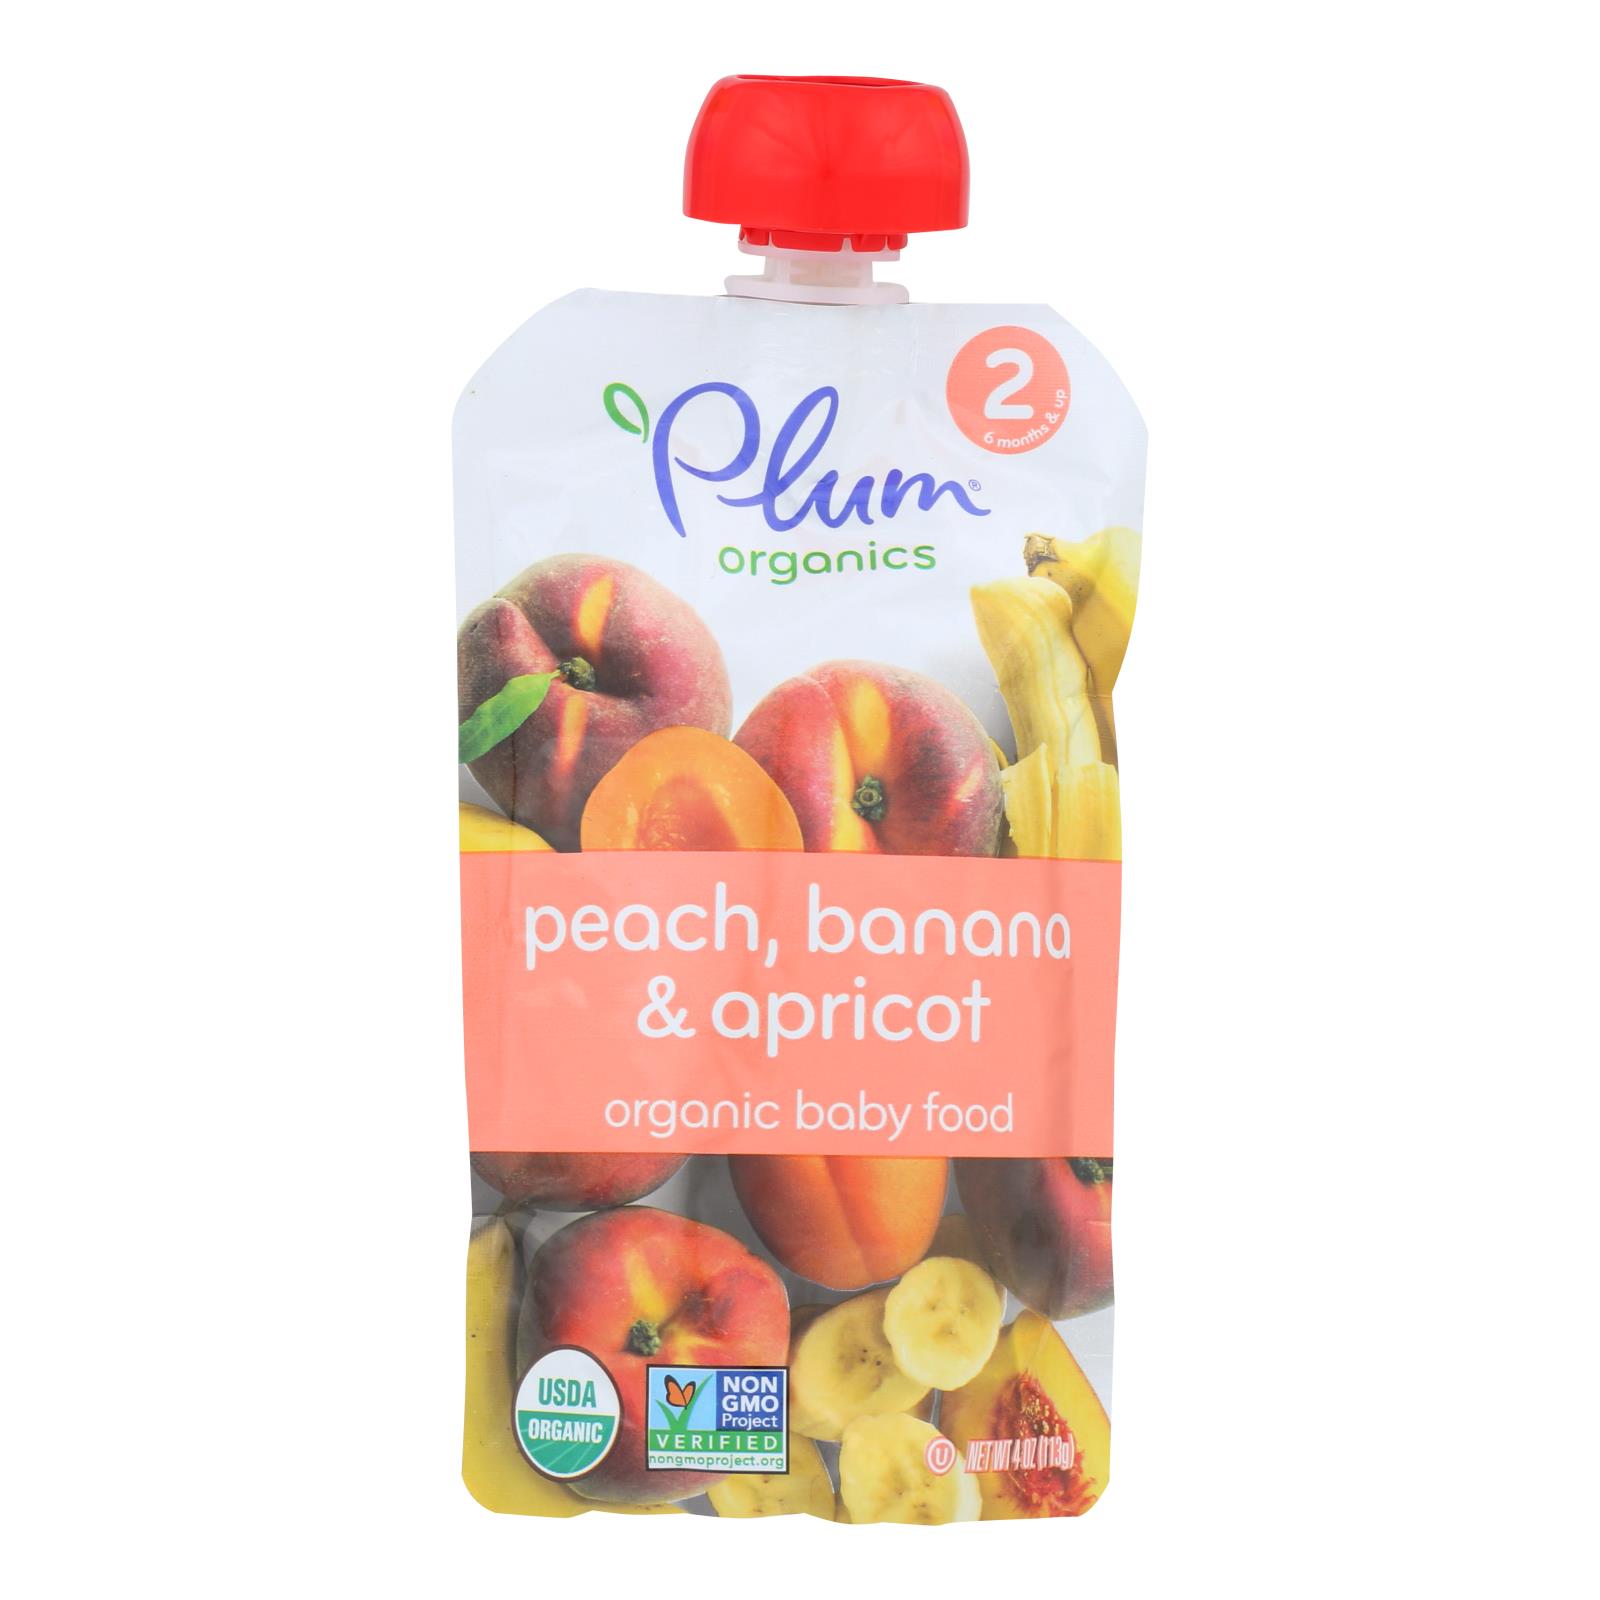 2
6 months & up
Plum®
organics
peach, banana
& apricot
organic baby food
USDA
ORGANIC
NON
GMO
Project
VERIFIED
nongmoproject.org
U
NET WT 4 OZ (113g)